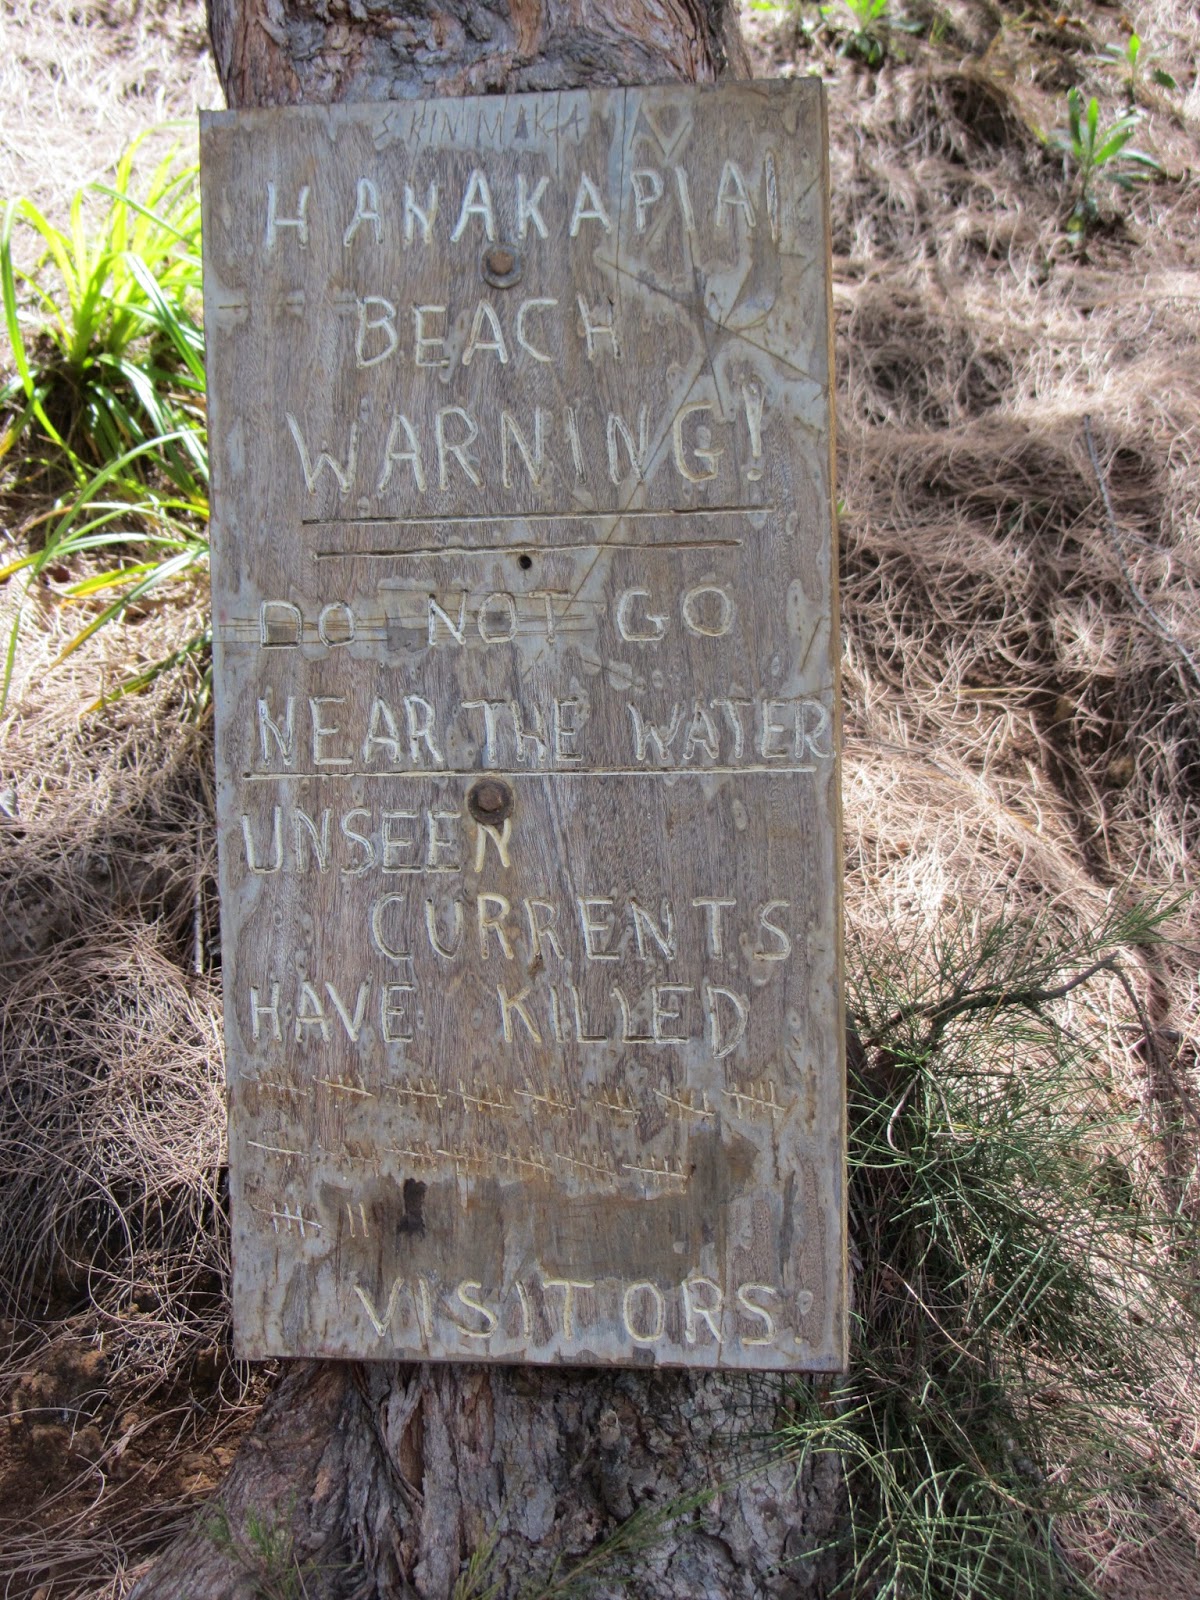 HANAKAPIAI
BEACH
WARNING!
DO NOT GO
NEAR THE WATER
UNSEEN
CURRENTS
HAVE KILLED
VISITORS.